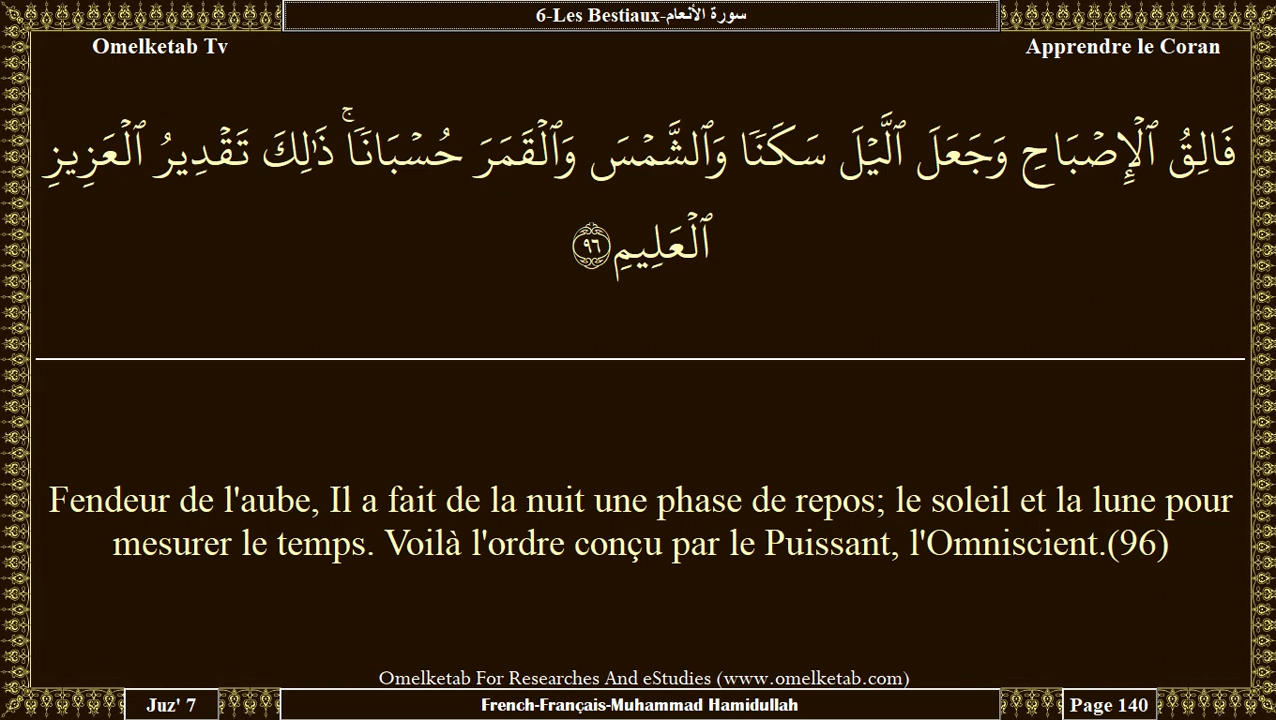 6-Les Bestiaux-سورة الأنعام
Omelketab Tv
Apprendre le Coran
فَالِقُ ٱلْإِصْبَاحِ وَجَعَلَ ٱلَّيْلَ سَكَنًا وَٱلشَّمْسَ وَٱلْقَمَرَ حُسْبَانًا ۚ ذَٰلِكَ تَقْدِيرُ ٱلْعَزِيزِ
ٱلْعَلِيمِ ٩٦
Fendeur de l'aube, Il a fait de la nuit une phase de repos; le soleil et la lune pour
mesurer le temps. Voilà l'ordre conçu par le Puissant, l'Omniscient.(96)
Omelketab For Researches And eStudies (www.omelketab.com)
Juz' 7
French-Français-Muhammad Hamidullah
Page 140